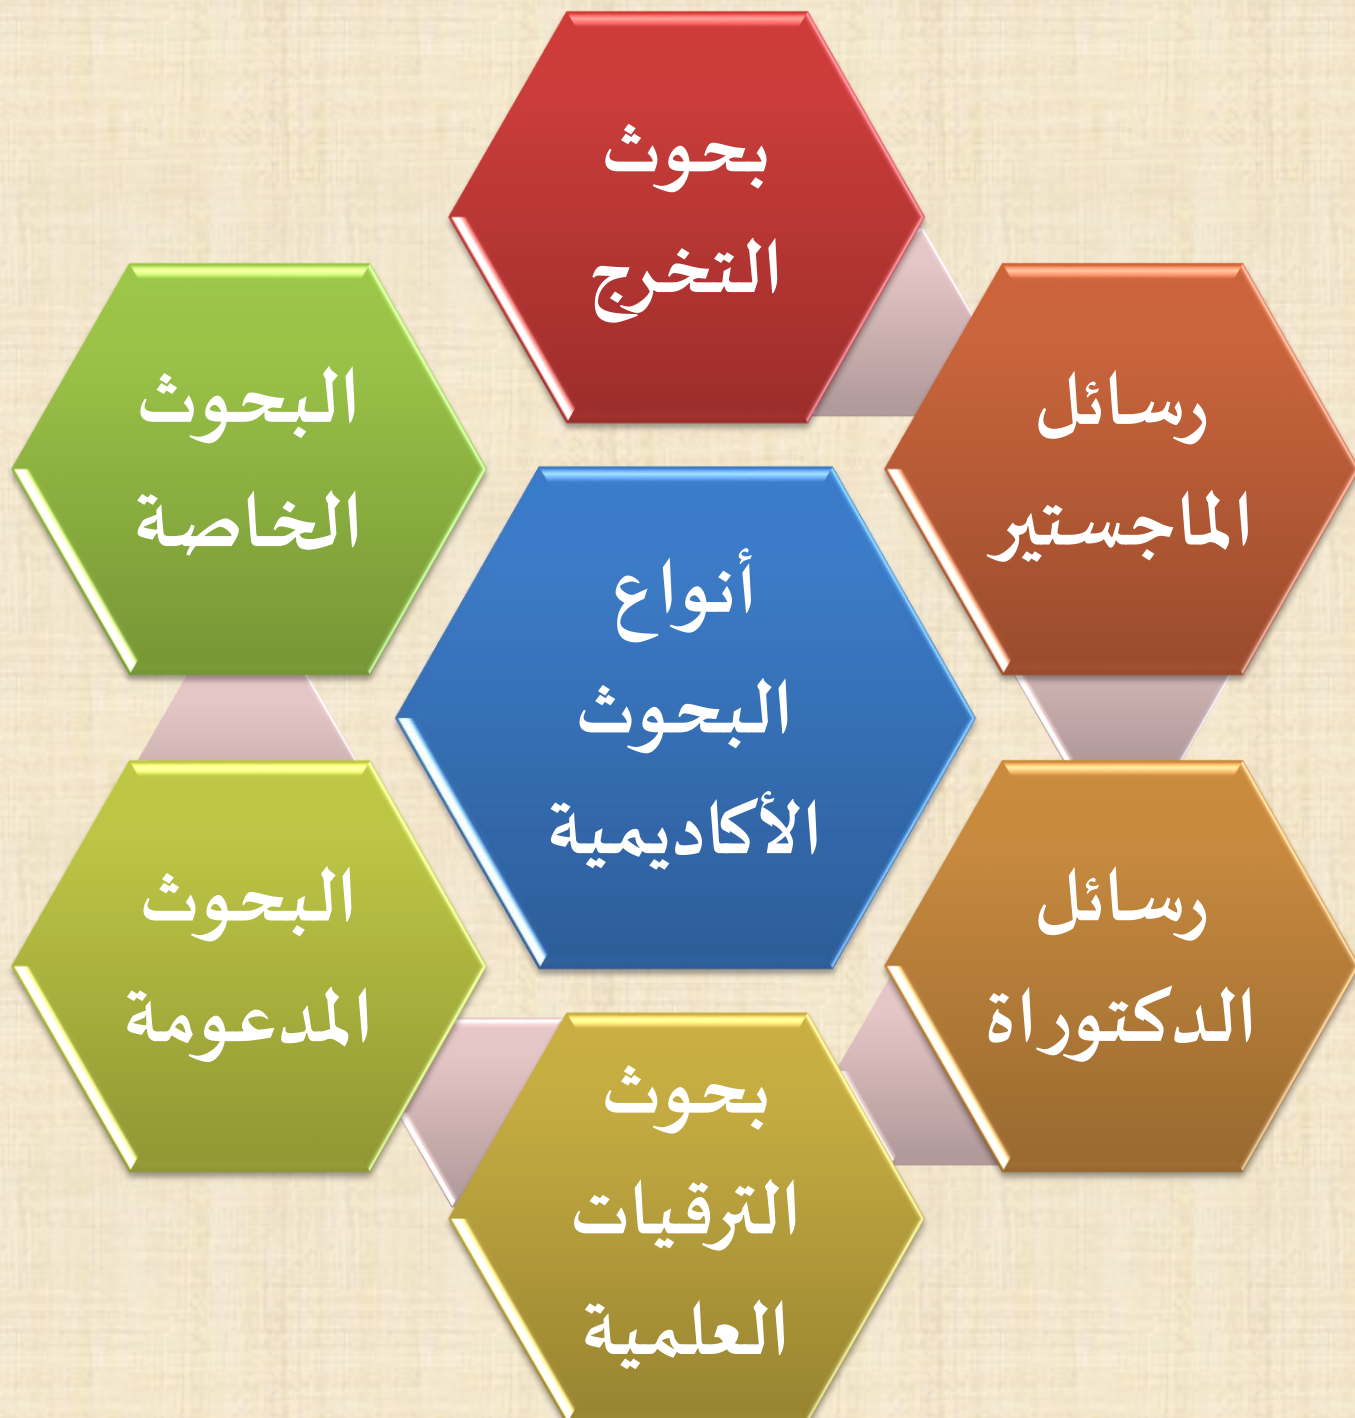 بحوث
التخرج
رسائل
الماجستير
رسائل
الدكتوراة
بحوث
الترقيات
العلمية
البحوث
المدعومة
البحوث
الخاصة
أنواع
البحوث
الأكاديمية